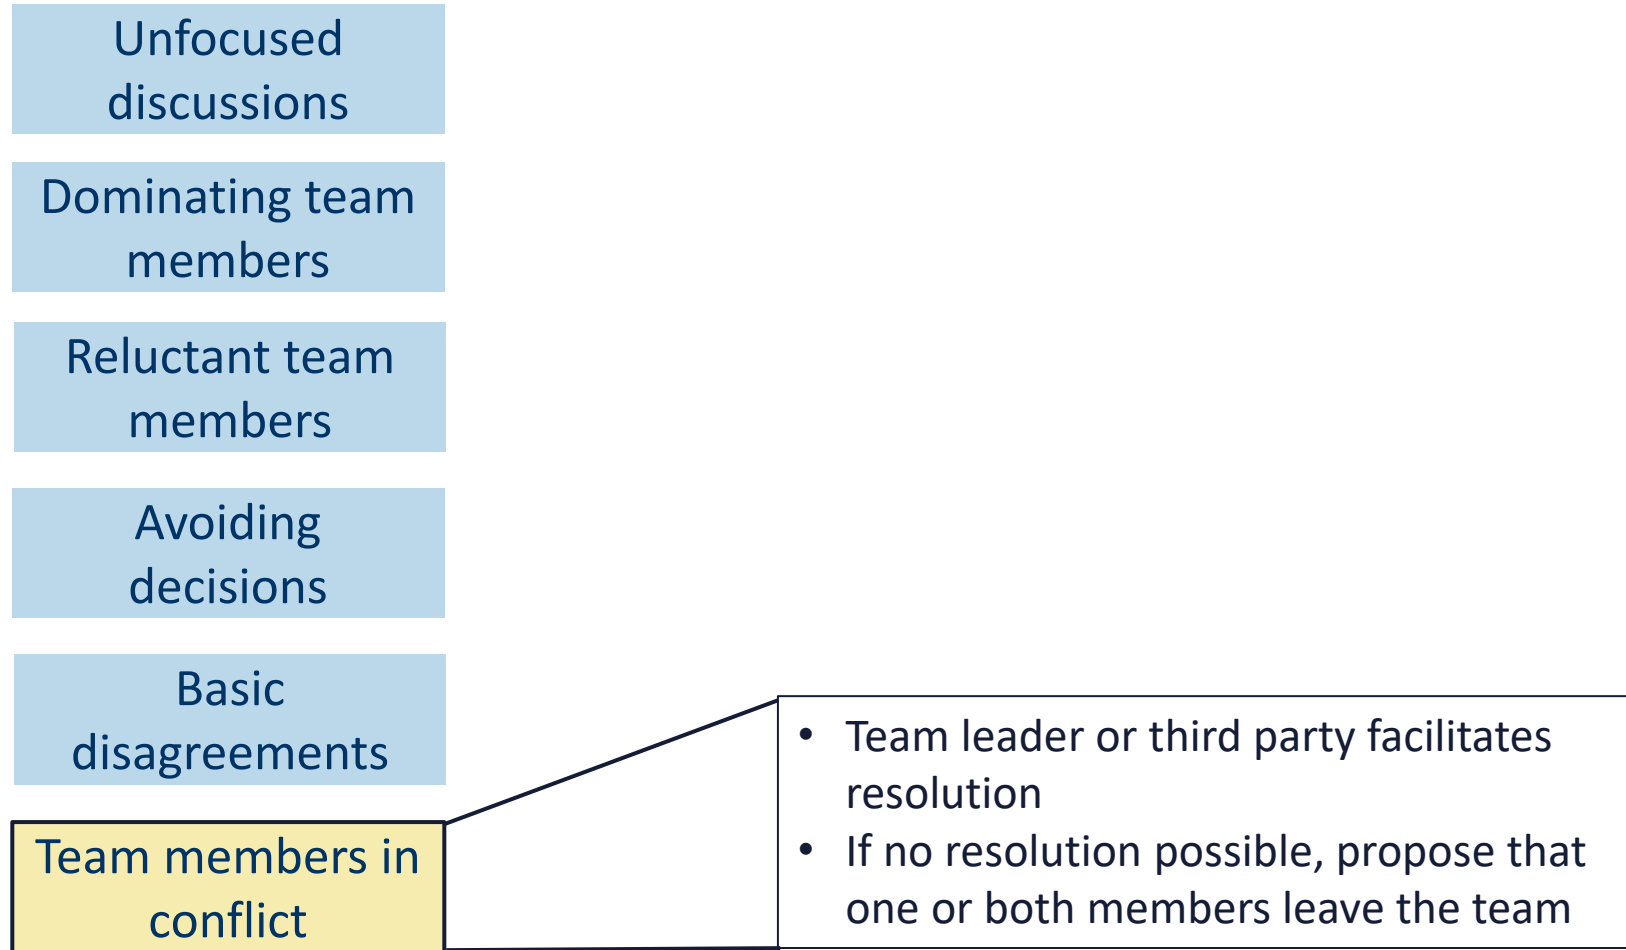 Unfocused
discussions
Dominating team
members
Reluctant team
members
Avoiding
decisions
Basic
disagreements
Team members in
conflict
• Team leader or third party facilitates
resolution
• If no resolution possible, propose that
one or both members leave the team